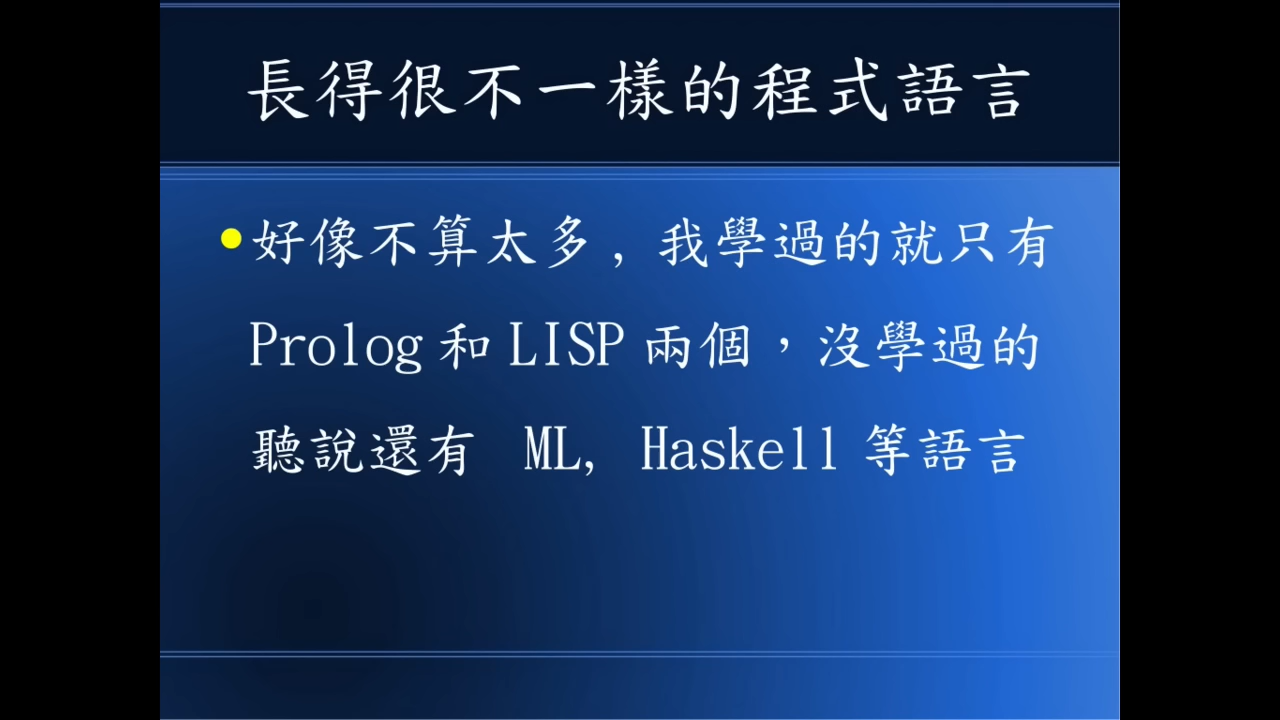 長得很不一樣的程式語言
好像不算太多, 我學過的就只有
Prolog 和 LISP 兩個，沒學過的
聽說還有 ML, Haskell 等語言